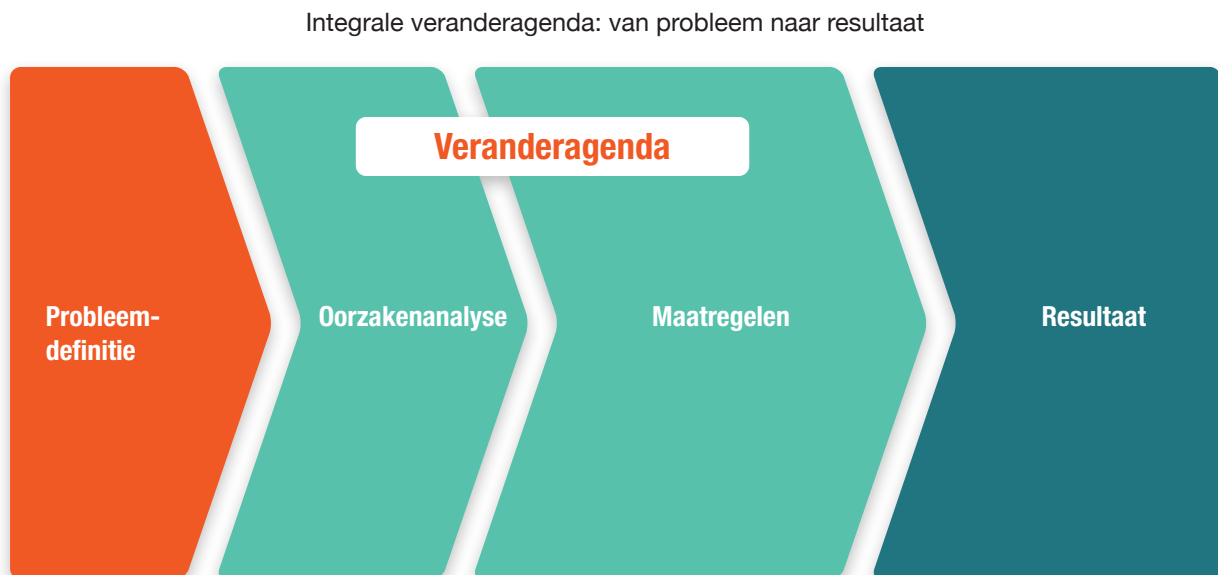 Integrale veranderagenda: van probleem naar resultaat
Veranderagenda
Probleem-
definitie
Oorzakenanalyse
Maatregelen
Resultaat